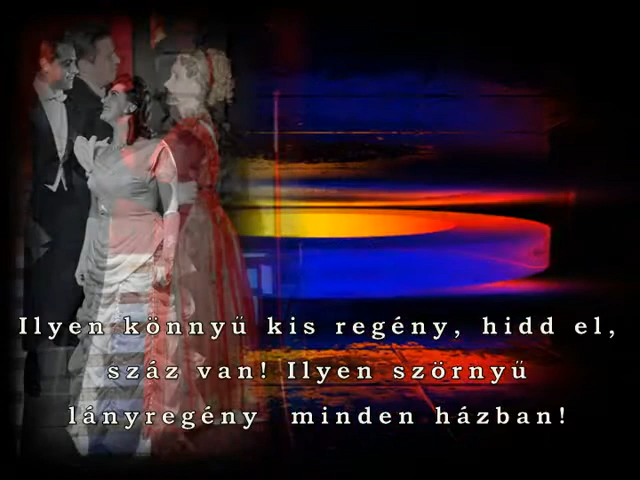 Ilyen könnyű kis regény, hidd el,
száz van! Ilyen szörnyű
lányregény minden házban!